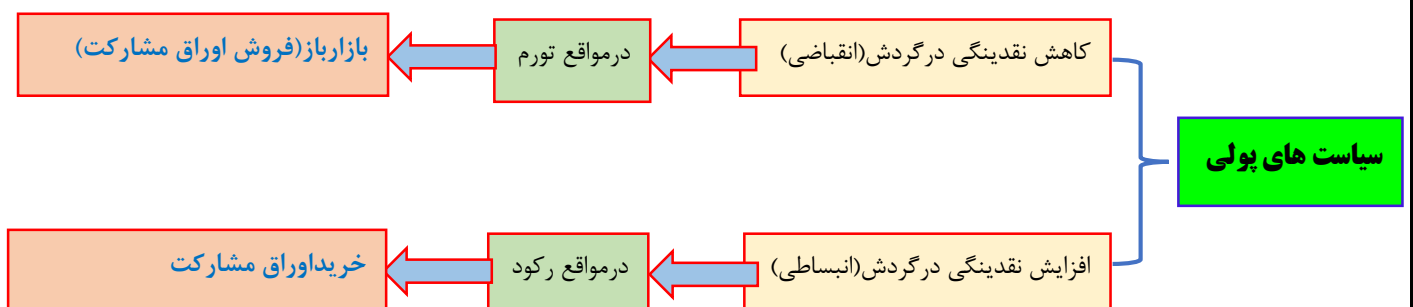 سیاست های پولی
کاهش نقدینگی درگردش(انقباضی)
درمواقع تورم
بازارباز(فروش اوراق مشارکت)
افزایش نقدینگی درگردش(انبساطی)
درمواقع رکود
خریداوراق مشارکت